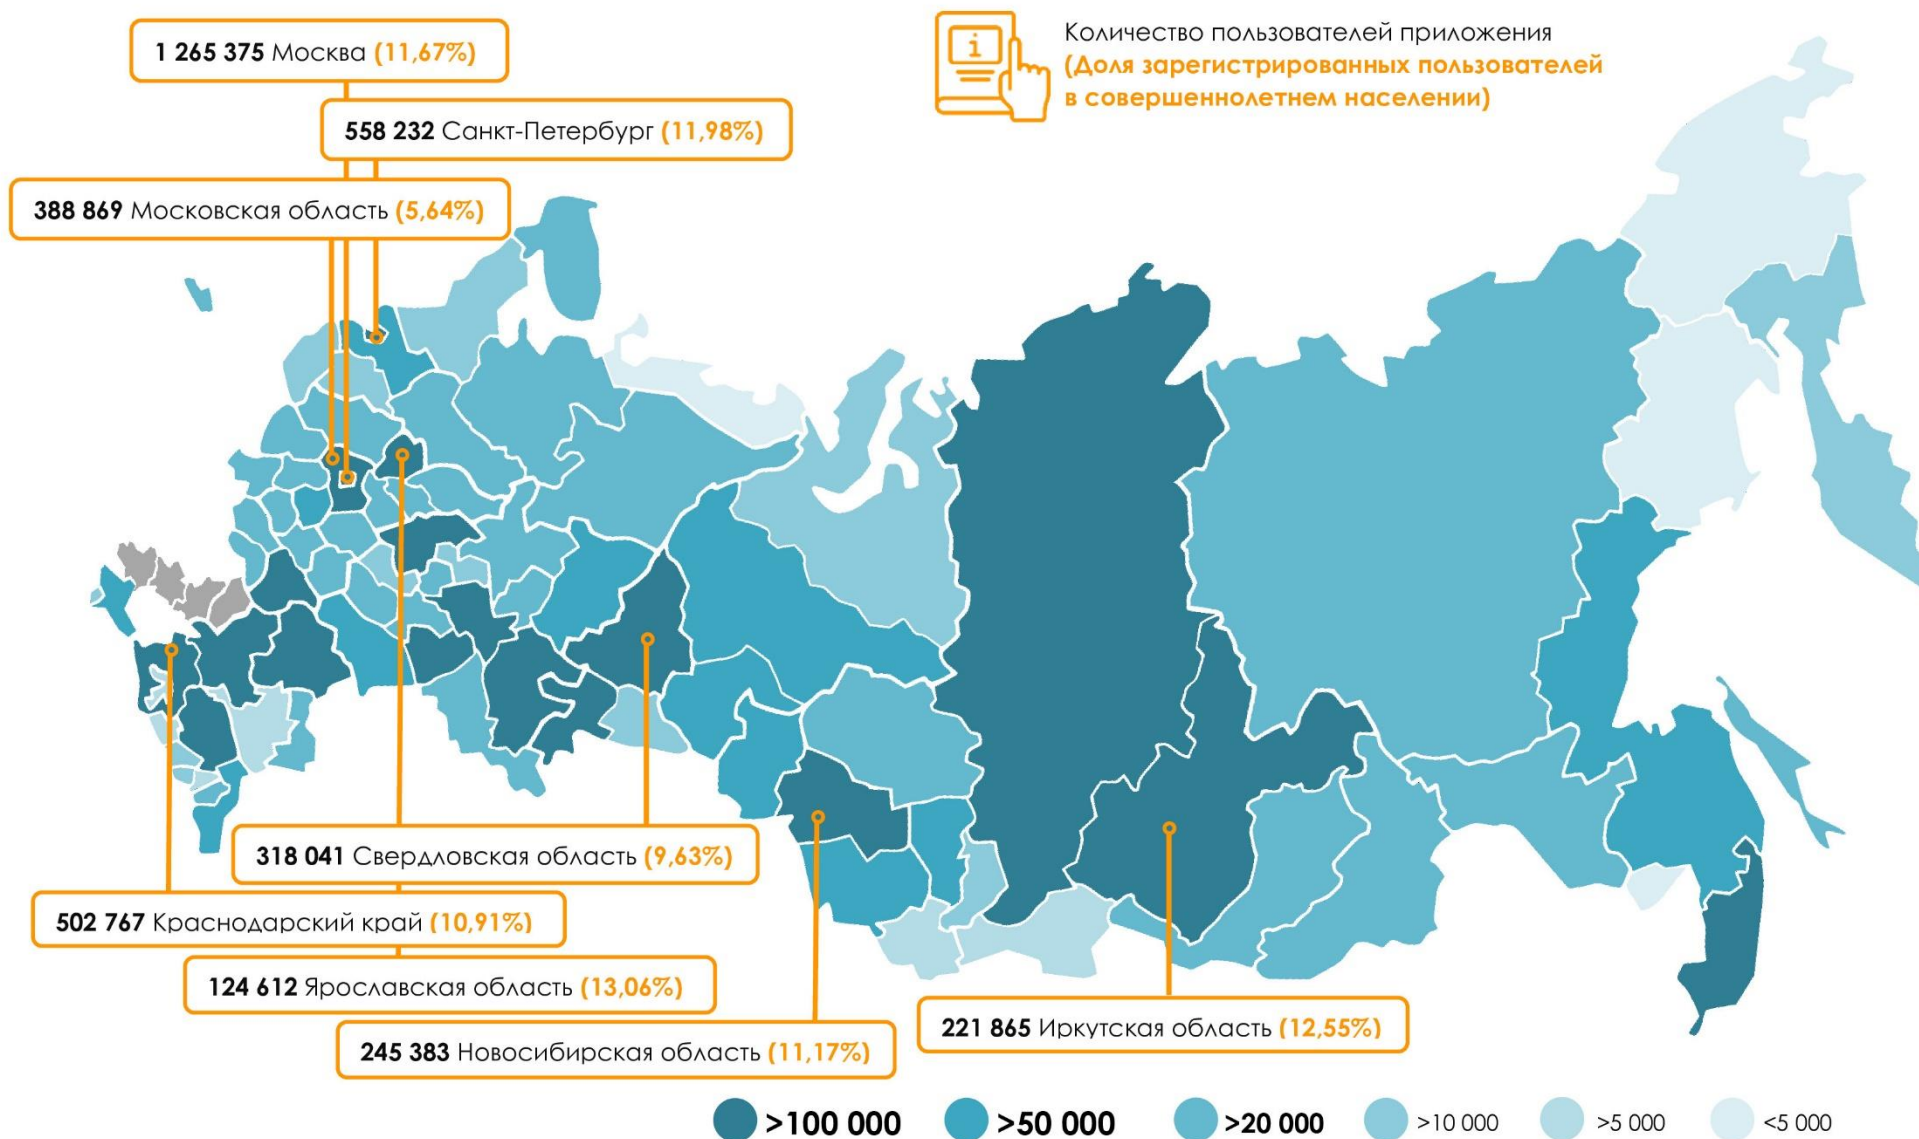 1 265 375 Москва (11,67%)
558 232 Санкт-Петербург (11,98%)
388 869 Московская область (5,64%)
i
Количество пользователей приложения
(Доля зарегистрированных пользователей
в совершеннолетнем населении)
318 041 Свердловская область (9,63%)
502 767 Краснодарский край (10,91%)
124 612 Ярославская область (13,06%)
245 383 Новосибирская область (11,17%)
221 865 Иркутская область (12,55%)
>100 000 >50 000 >20 000 >10 000 >5 000 <5 000